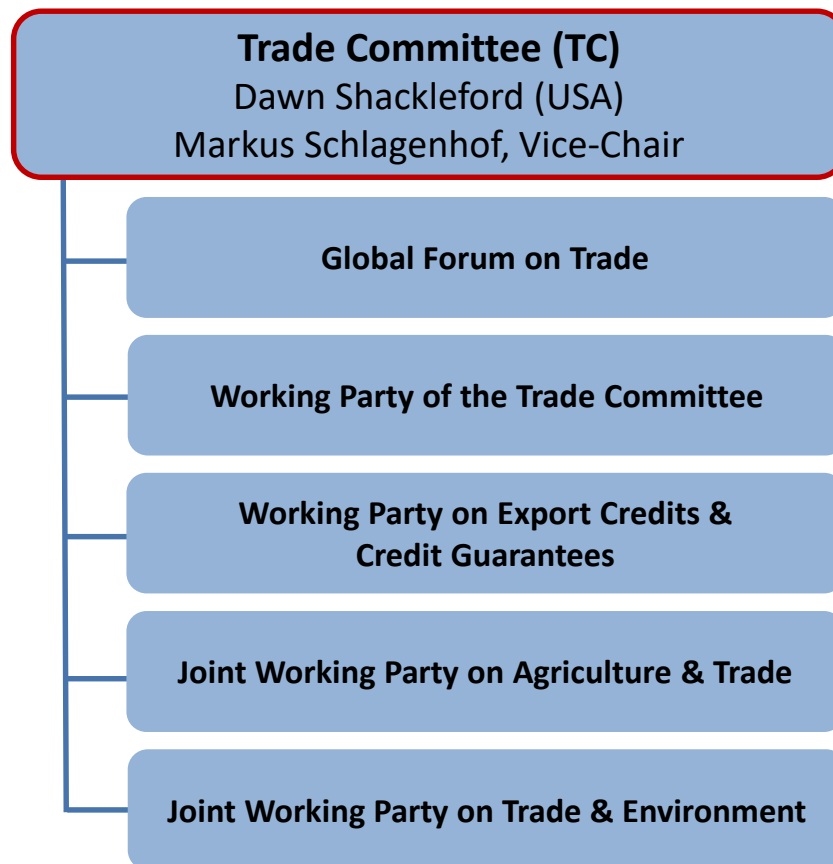 Trade Committee (TC)
Dawn Shackleford (USA)
Markus Schlagenhof, Vice-Chair
Global Forum on Trade
Working Party of the Trade Committee
Working Party on Export Credits &
Credit Guarantees
Joint Working Party on Agriculture & Trade
Joint Working Party on Trade & Environment